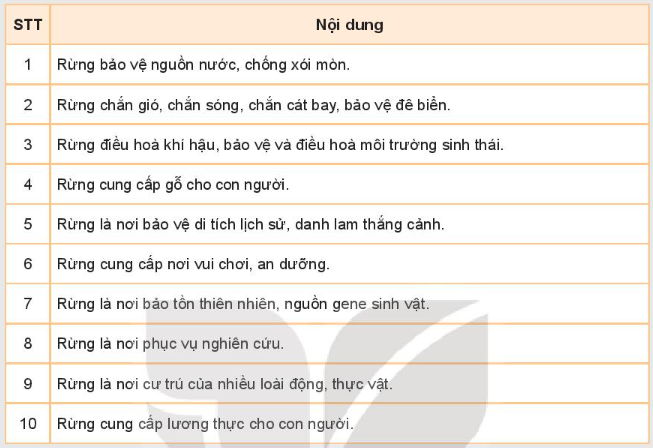 STT Nội dung
1 Rừng bảo vệ nguồn nước, chống xói mòn.
2 Rừng chắn gió, chắn sóng, chắn cát bay, bảo vệ đê biển.
3 Rừng điều hoà khí hậu, bảo vệ và điều hoà môi trường sinh thái.
4 Rừng cung cấp gỗ cho con người.
5 Rừng là nơi bảo vệ di tích lịch sử, danh lam thắng cảnh.
6 Rừng cung cấp nơi vui chơi, an dưỡng.
7 Rừng là nơi bảo tồn thiên nhiên, nguồn gene sinh vật.
8 Rừng là nơi phục vụ nghiên cứu.
9 Rừng là nơi cư trú của nhiều loài động, thực vật.
10 Rừng cung cấp lương thực cho con người.